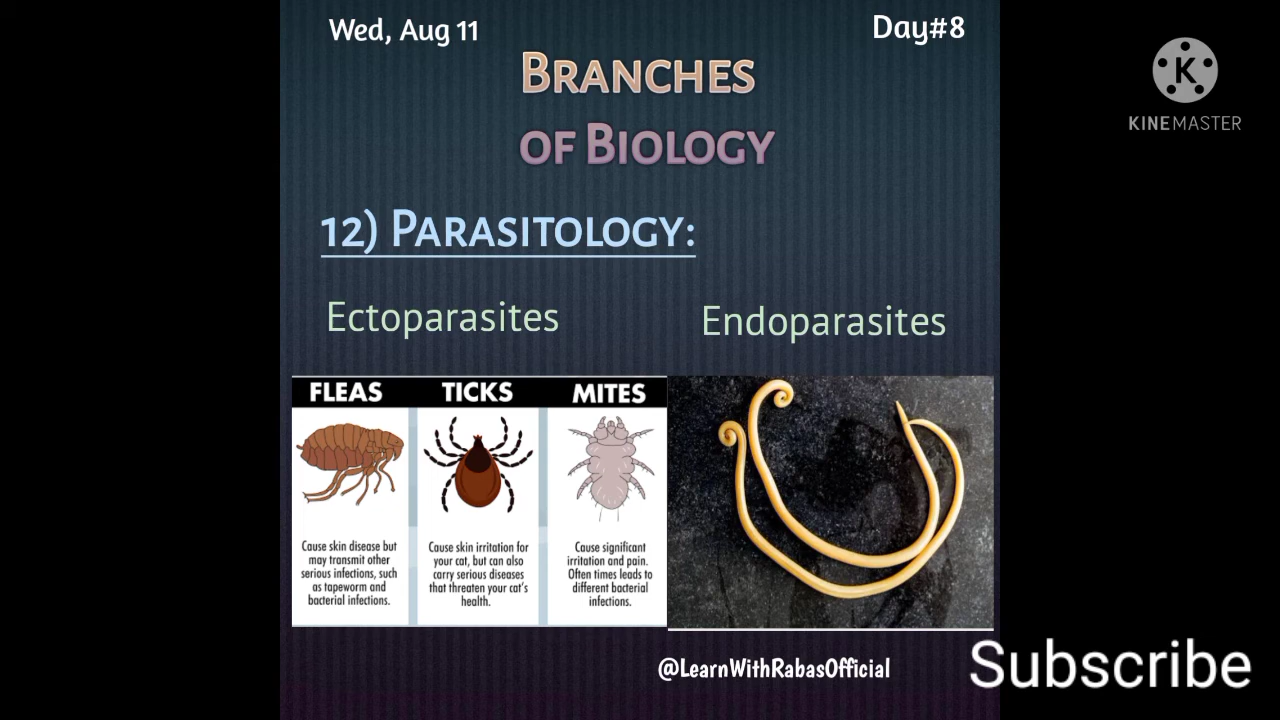 Wed, Aug 11
Day#8
BRANCHES
OF BIOLOGY
12) PARASITOLOGY:
Ectoparasites
Endoparasites
FLEAS
TICKS
MITES
Cause skin disease but
may transmit other
serious infections, such
as tapeworm and
bacterial infections.
Cause skin irritation for
your cat, but can also
carry serious diseases
that threaten your cat's
health.
Cause significant
irritation and pain.
Often times leads to
different bacterial
infections.
@LearnWithRabasOfficial
Subscribe
K
KINEMASTER